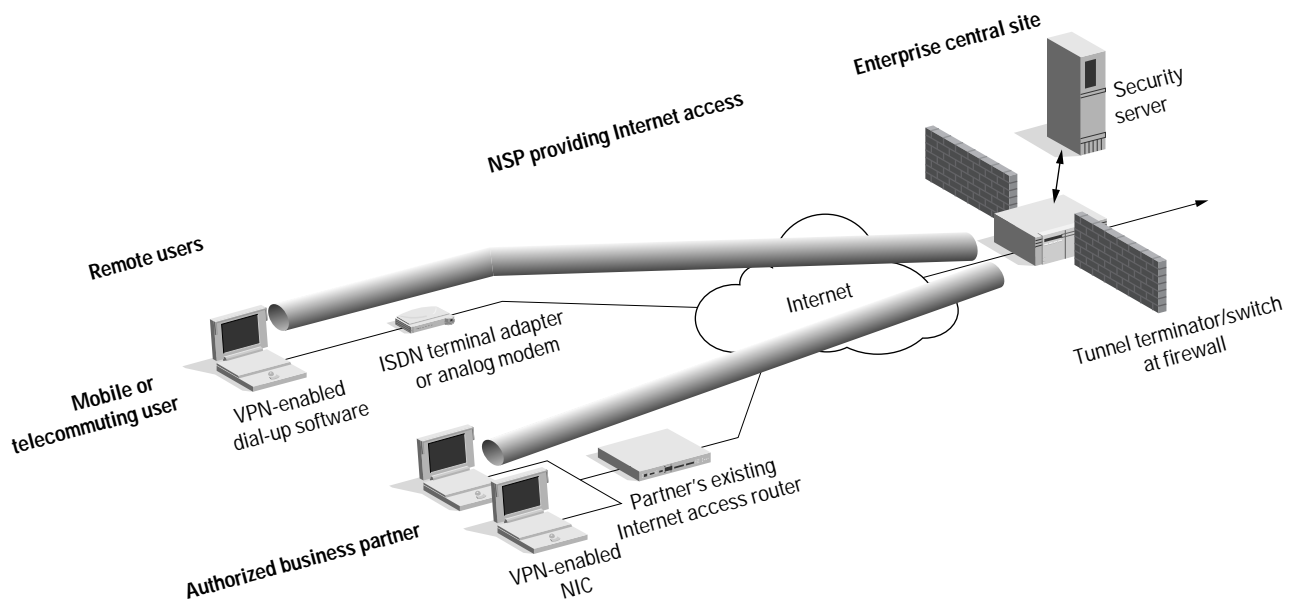 Enterprise central site
Security
server
NSP providing Internet access
Remote users
Internet
Tunnel terminator/switch
at firewall
ISDN terminal adapter
or analog modem
Mobile or
telecommuting user
VPN-enabled
dial-up software
Partner's existing
Internet access router
Authorized business partner
VPN-enabled
NIC